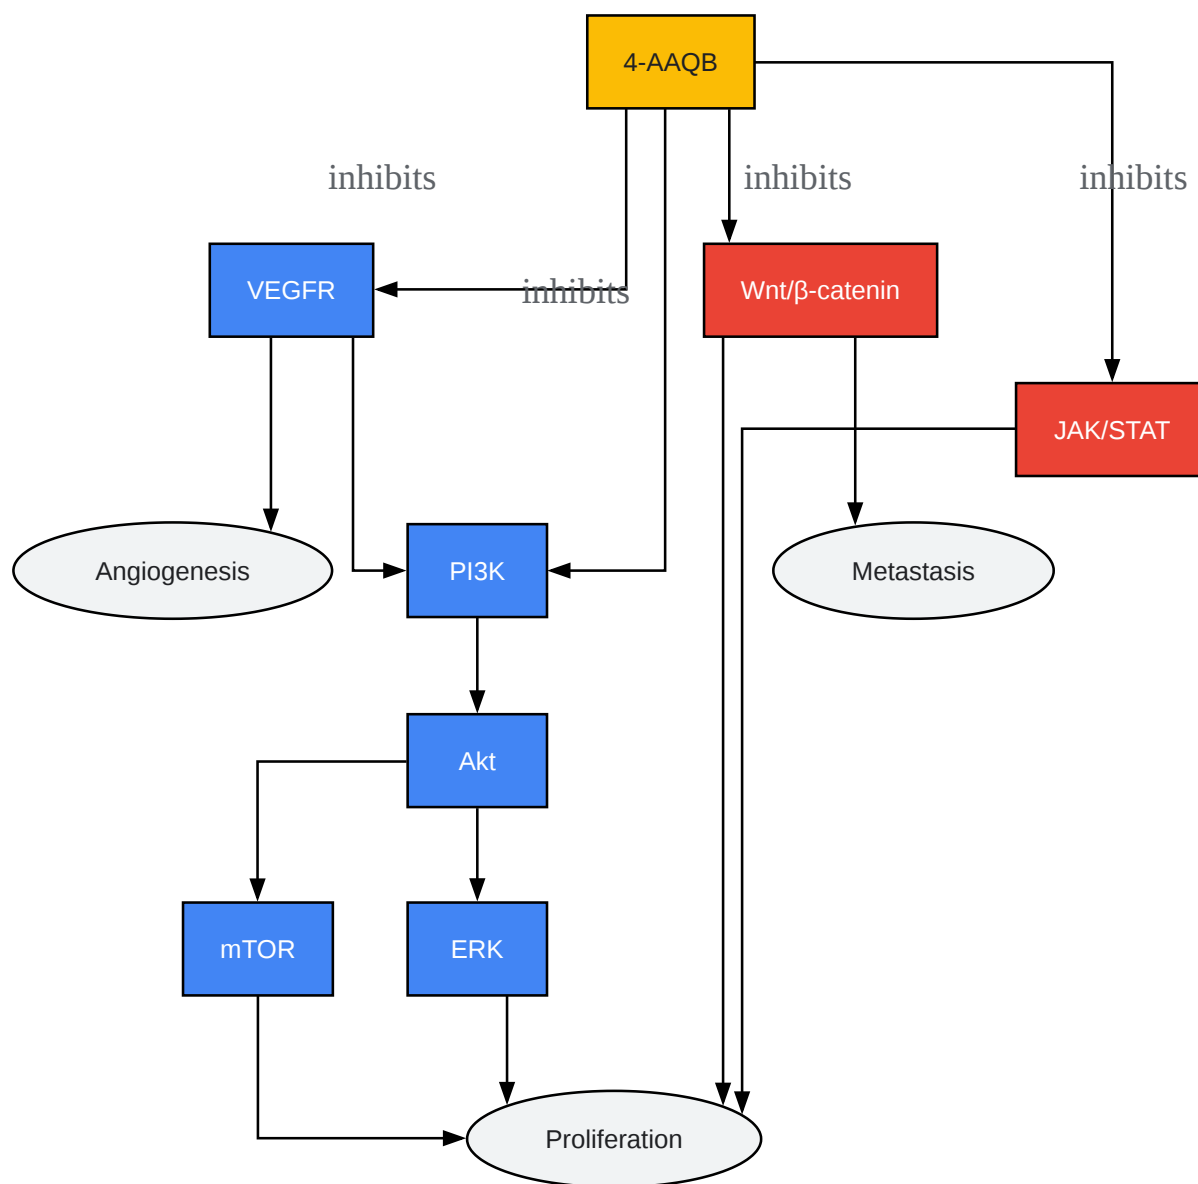 4-AAQB
inhibits
inhibits
inhibits
VEGFR
inhibits
Wnt/β-catenin
JAK/STAT
Angiogenesis
PI3K
Metastasis
Akt
mTOR
ERK
Proliferation